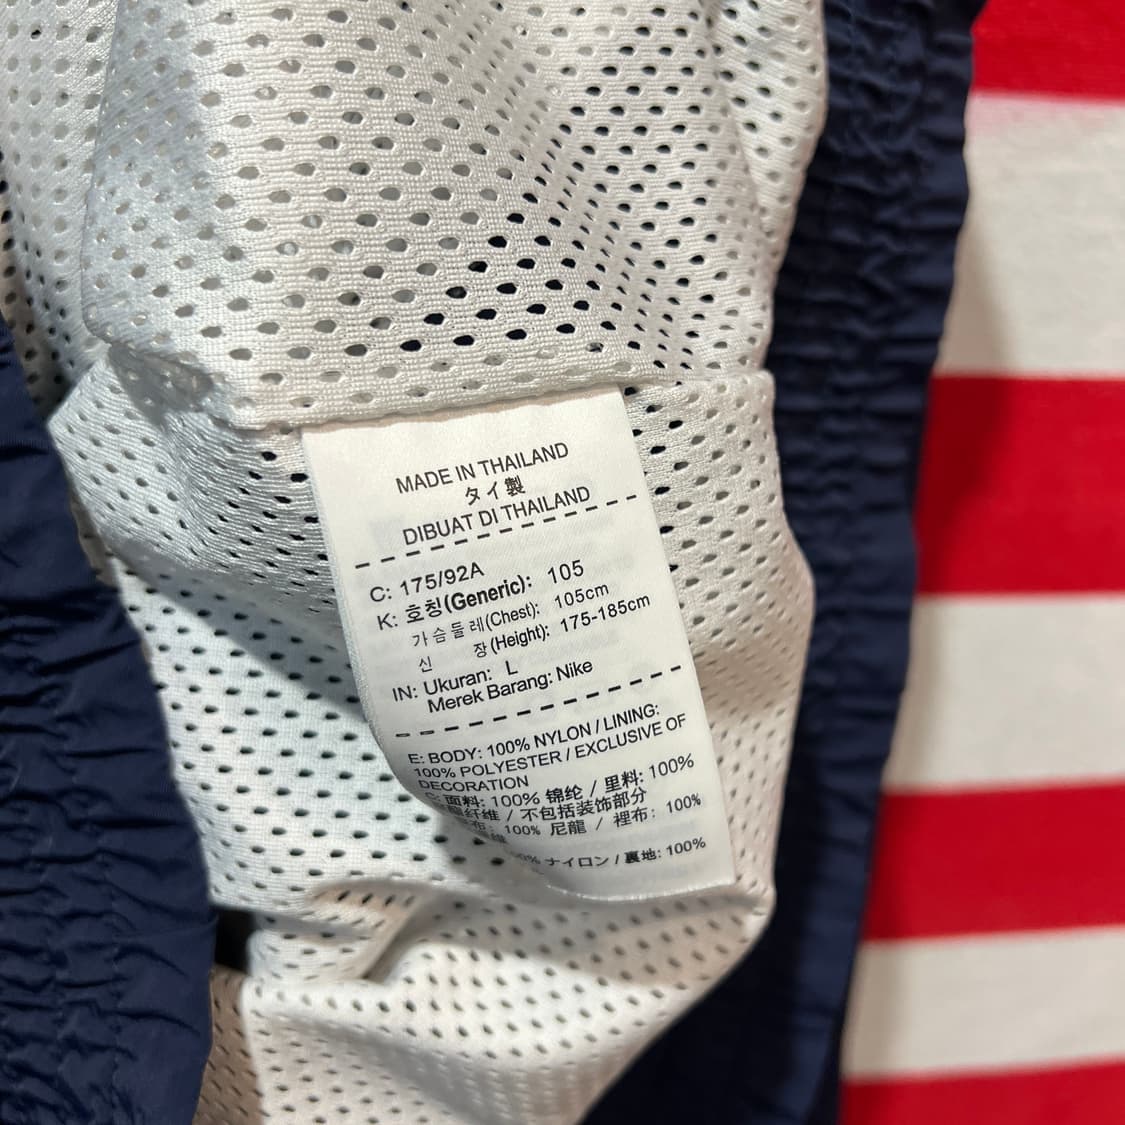 MADE IN THAILAND
タイ製
DIBUAT DI THAILAND
C: 175/92A
K: 호칭(Generic): 105
가슴둘레(Chest): 105cm
신 장(Height): 175-185cm
IN: Ukuran: L
Merek Barang: Nike
E: BODY: 100% NYLON / LINING:
100% POLYESTER / EXCLUSIVE OF
DECORATION
C: 面料: 100% 锦纶 / 里料: 100%
纤维 / 不包括装饰部分
布: 100% 尼龍 / 裡布: 100%
ナイロン / 裏地: 100%